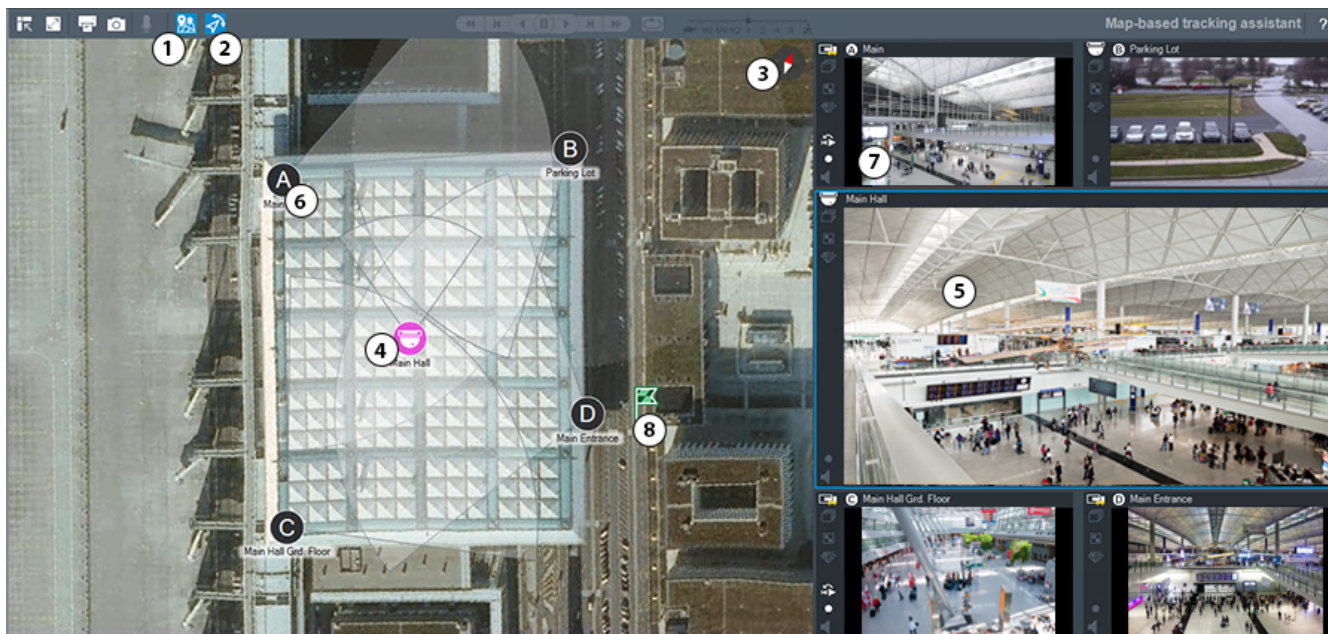 Map-based tracking assistant ?
1
2
3
A Main
B Parking Lot
B
Parking Lot
A
Main
6
7
Main Hall
5
4
Main Hall
D
Main Entrance
8
C
Main Hall Grd. Floor
C Main Hall Grd. Floor
D Main Entrance